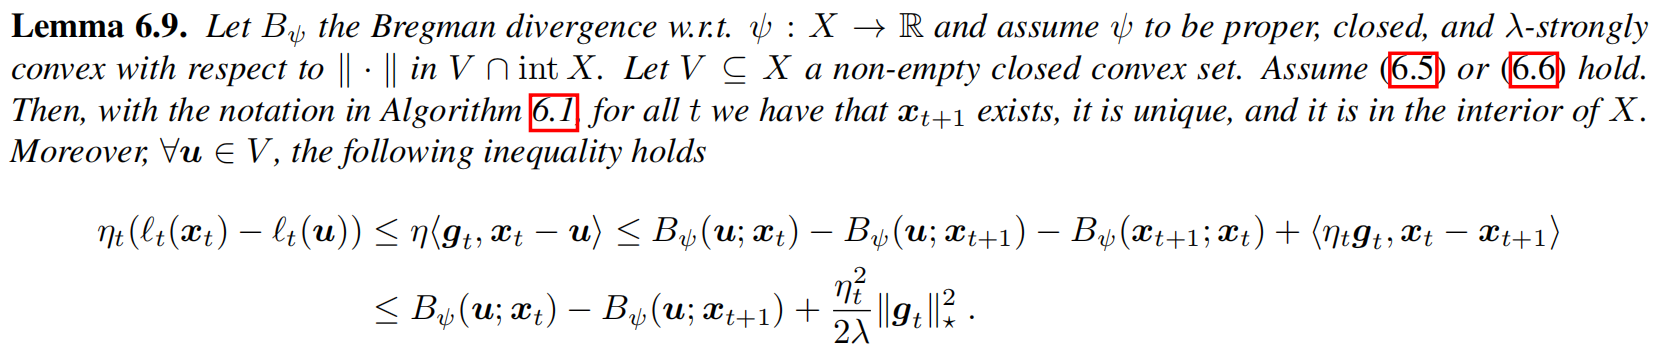 Lemma 6.9. Let B_ψ the Bregman divergence w.r.t. ψ : X → ℝ and assume ψ to be proper, closed, and λ-strongly
convex with respect to ‖ · ‖ in V ∩ int X. Let V ⊆ X a non-empty closed convex set. Assume (6.5) or (6.6) hold.
Then, with the notation in Algorithm 6.1, for all t we have that x_{t+1} exists, it is unique, and it is in the interior of X.
Moreover, ∀u ∈ V, the following inequality holds
η_t(ℓ_t(x_t) − ℓ_t(u)) ≤ η⟨g_t, x_t − u⟩ ≤ B_ψ(u; x_t) − B_ψ(u; x_{t+1}) − B_ψ(x_{t+1}; x_t) + ⟨η_t g_t, x_t − x_{t+1}⟩
≤ B_ψ(u; x_t) − B_ψ(u; x_{t+1}) + η_t^2/2λ ‖g_t‖_⋆^2 .